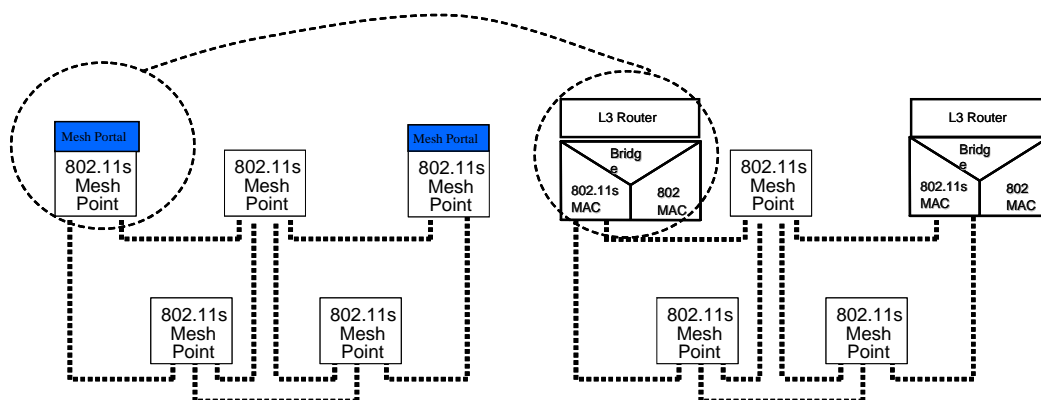 Mesh Portal
802.11s
Mesh
Point
802.11s
Mesh
Point
Mesh Portal
802.11s
Mesh
Point
802.11s
Mesh
Point
802.11s
Mesh
Point
L3 Router
Bridg
e
802.11s
MAC
802
MAC
802.11s
Mesh
Point
L3 Router
Bridg
e
802.11s
MAC
802
MAC
802.11s
Mesh
Point
802.11s
Mesh
Point